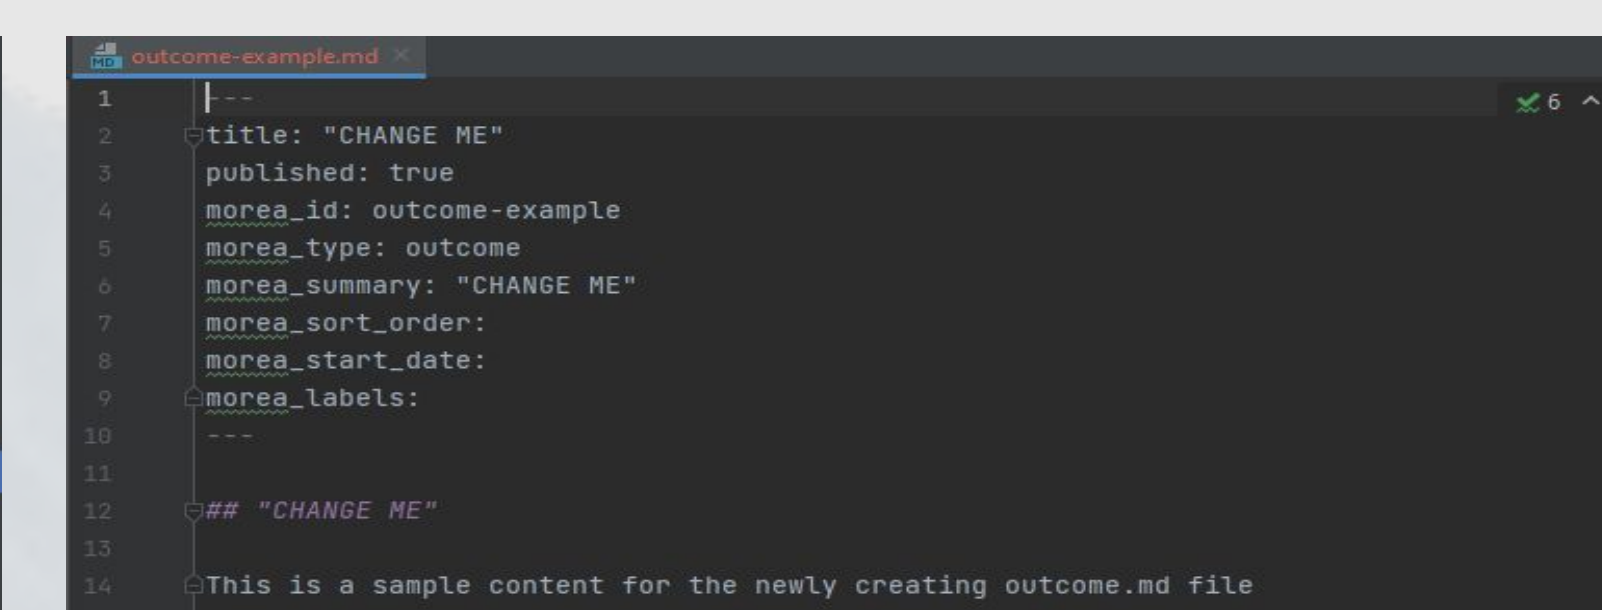 MD outcome-example.md
1 ---
6
2 title: "CHANGE ME"
3 published: true
4 morea_id: outcome-example
5 morea_type: outcome
6 morea_summary: "CHANGE ME"
7 morea_sort_order:
8 morea_start_date:
9 morea_labels:
10 ---
11
12 ## "CHANGE ME"
13
14 This is a sample content for the newly creating outcome.md file